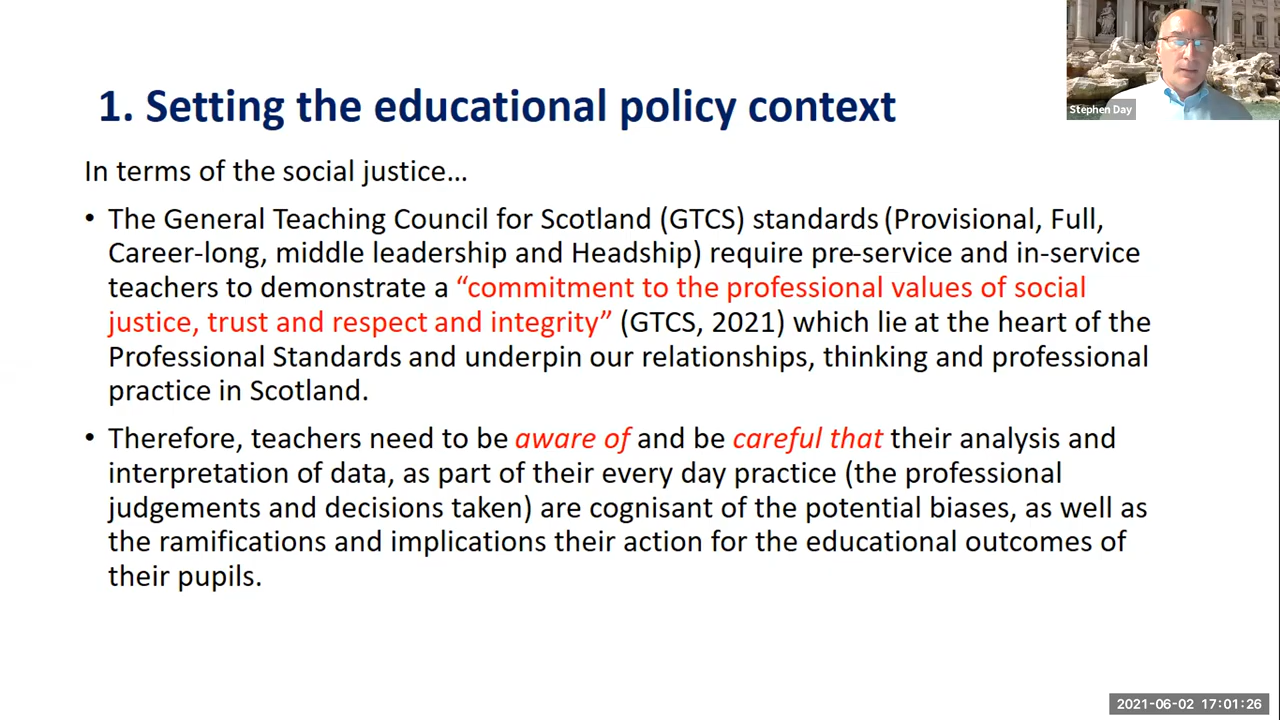 Stephen Day
1. Setting the educational policy context
In terms of the social justice…
• The General Teaching Council for Scotland (GTCS) standards (Provisional, Full,
Career-long, middle leadership and Headship) require pre-service and in-service
teachers to demonstrate a “commitment to the professional values of social
justice, trust and respect and integrity” (GTCS, 2021) which lie at the heart of the
Professional Standards and underpin our relationships, thinking and professional
practice in Scotland.
• Therefore, teachers need to be aware of and be careful that their analysis and
interpretation of data, as part of their every day practice (the professional
judgements and decisions taken) are cognisant of the potential biases, as well as
the ramifications and implications their action for the educational outcomes of
their pupils.
2021-06-02 17:01:26